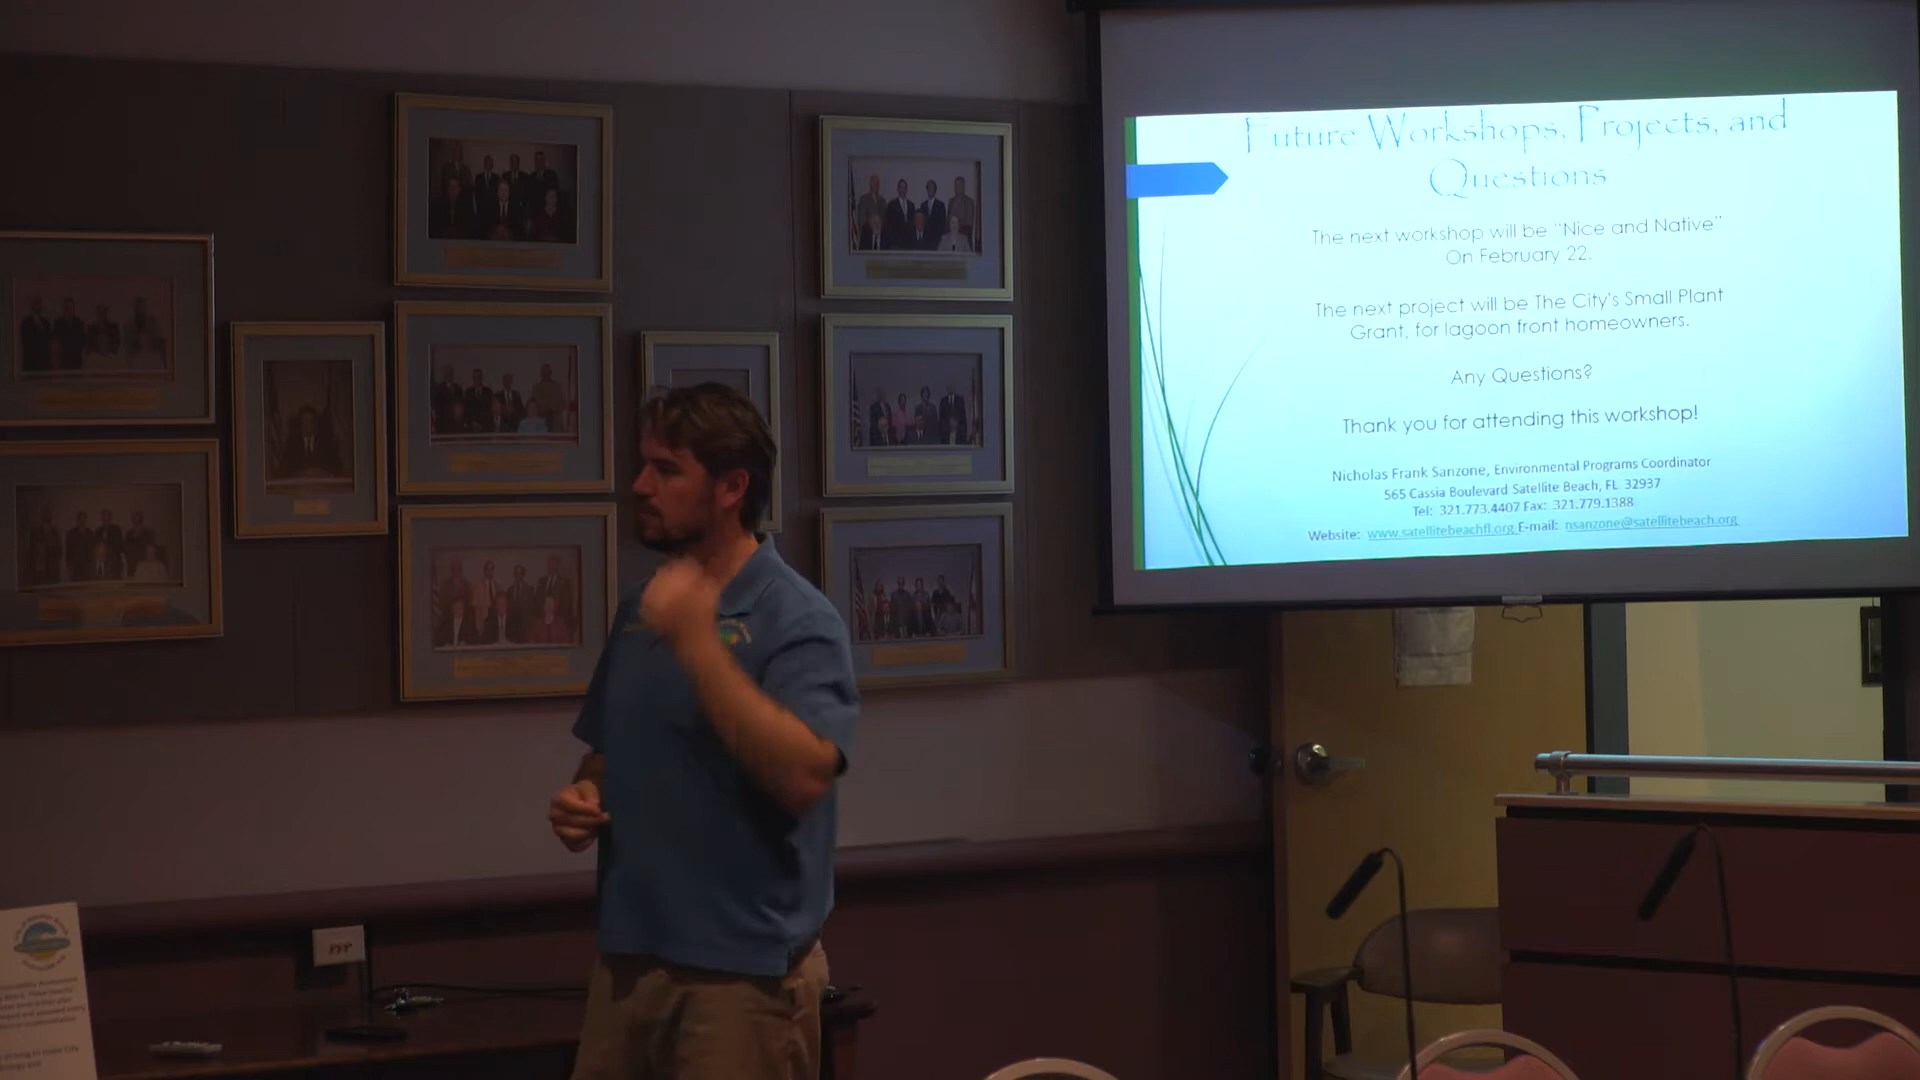 Future Workshops, Projects, and
Questions
The next workshop will be "Nice and Native"
On February 22.
The next project will be The City's Small Plant
Grant, for lagoon front homeowners.
Any Questions?
Thank you for attending this workshop!
Nicholas Frank Sanzone, Environmental Programs Coordinator
565 Cassia Boulevard Satellite Beach, FL 32937
Tel: 321.773.4407 Fax: 321.779.1388
Website: www.satellitebeachfl.org E-mail: nsanzone@satellitebeach.org